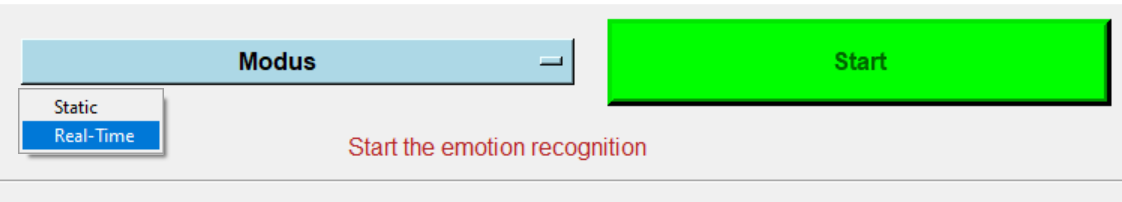 Modus
Start
Static
Real-Time
Start the emotion recognition